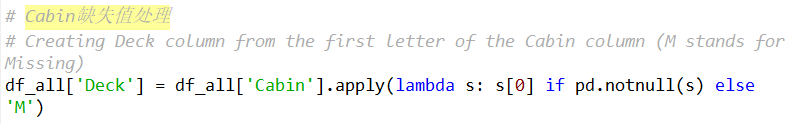 # Cabin缺失值处理
# Creating Deck column from the first letter of the Cabin column (M stands for
Missing)
df_all['Deck'] = df_all['Cabin'].apply(lambda s: s[0] if pd.notnull(s) else
'M')